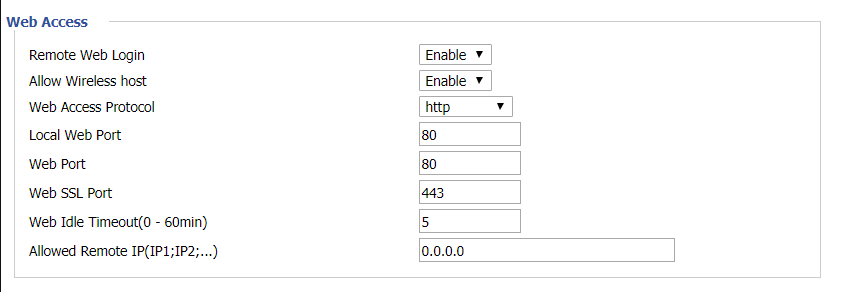 Web Access
Remote Web Login Enable
Allow Wireless host Enable
Web Access Protocol http
Local Web Port 80
Web Port 80
Web SSL Port 443
Web Idle Timeout(0 - 60min) 5
Allowed Remote IP(IP1;IP2;...) 0.0.0.0